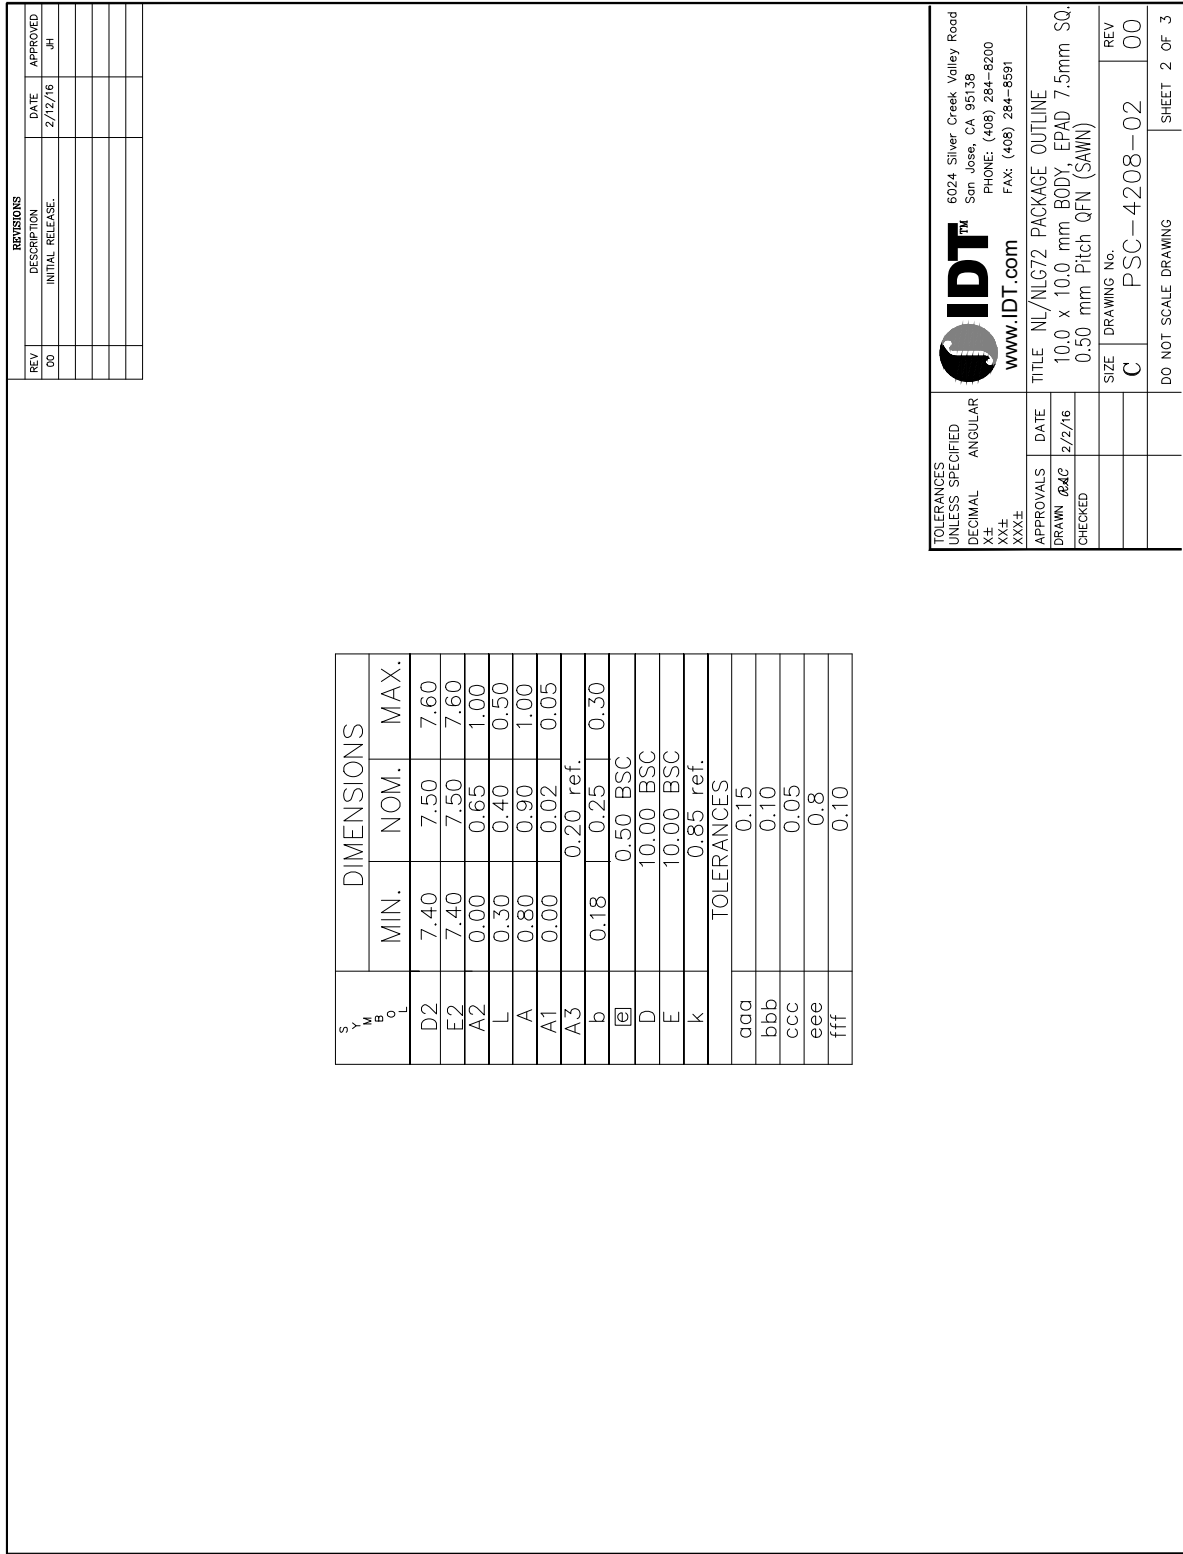 REVISIONS
REV DESCRIPTION DATE APPROVED
00 INITIAL RELEASE. 2/12/16 JH
SYMBOL DIMENSIONS
MIN. NOM. MAX.
D2 7.40 7.50 7.60
E2 7.40 7.50 7.60
A2 0.00 0.65 1.00
L 0.30 0.40 0.50
A 0.80 0.90 1.00
A1 0.00 0.02 0.05
A3 0.20 ref.
b 0.18 0.25 0.30
e 0.50 BSC
D 10.00 BSC
E 10.00 BSC
k 0.85 ref.
TOLERANCES
aaa 0.15
bbb 0.10
ccc 0.05
eee 0.8
fff 0.10
TOLERANCES
UNLESS SPECIFIED
DECIMAL ANGULAR
X±
XX±
XXX±
IDT™
www.IDT.com
6024 Silver Creek Valley Road
San Jose, CA 95138
PHONE: (408) 284-8200
FAX: (408) 284-8591
APPROVALS DATE
DRAWN RAC 2/2/16
CHECKED
TITLE NL/NLG72 PACKAGE OUTLINE
10.0 x 10.0 mm BODY, EPAD 7.5mm SQ.
0.50 mm Pitch QFN (SAWN)
SIZE DRAWING No. REV
C PSC-4208-02 00
DO NOT SCALE DRAWING SHEET 2 OF 3